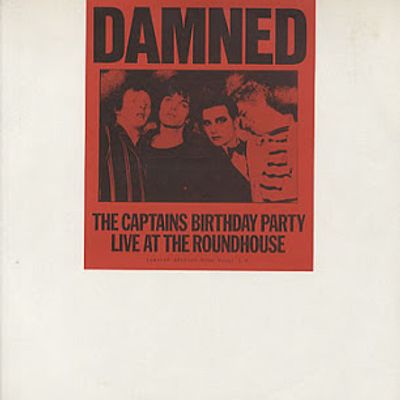 DAMNED
THE CAPTAINS BIRTHDAY PARTY
LIVE AT THE ROUNDHOUSE